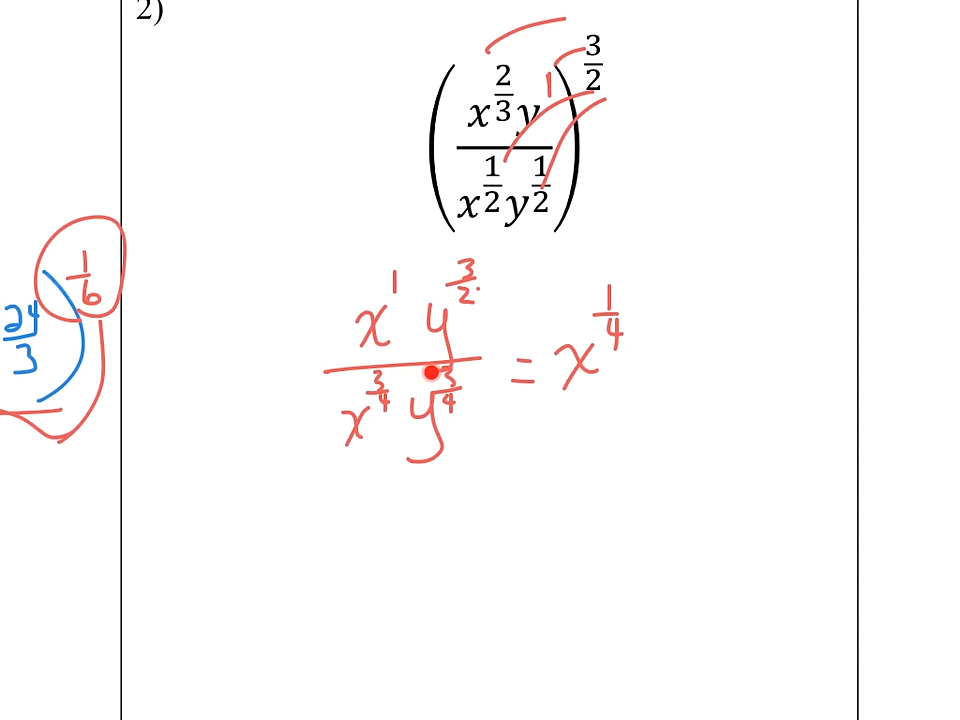 2)
(x^{2/3} y^1 / x^{1/2} y^{1/2})^{3/2}
1/6
24/3
x^1 y^{3/2} / x^{3/4} y^{3/4} = x^{1/4}